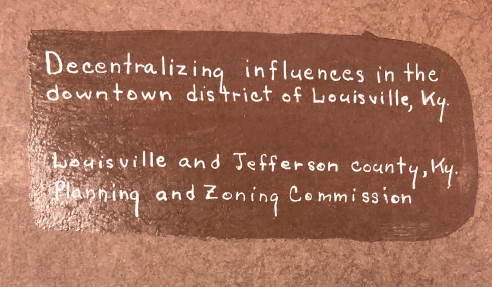 Decentralizing influences in the
downtown district of Louisville, Ky.
Louisville and Jefferson county, Ky.
Planning and Zoning Commission